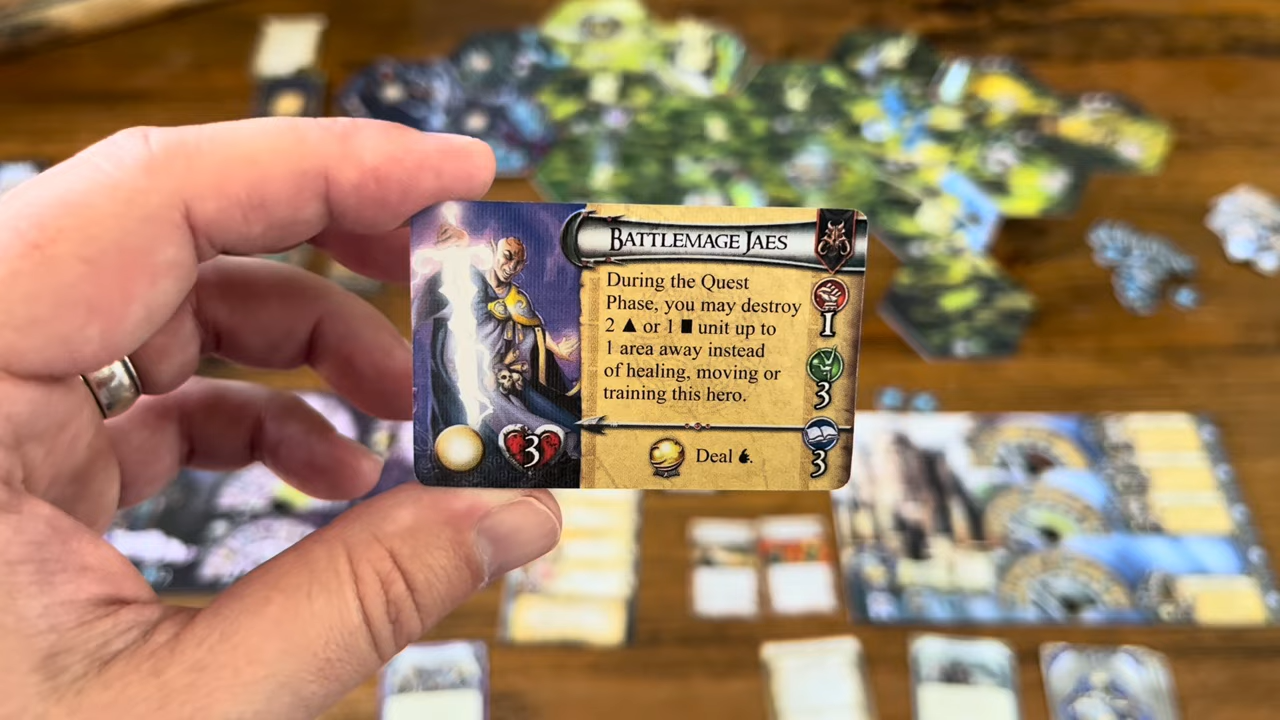 BATTLEMAGE JAES
During the Quest
Phase, you may destroy
2 ▲ or 1 ■ unit up to
1 area away instead
of healing, moving or
training this hero.
1
3
3
3
Deal .